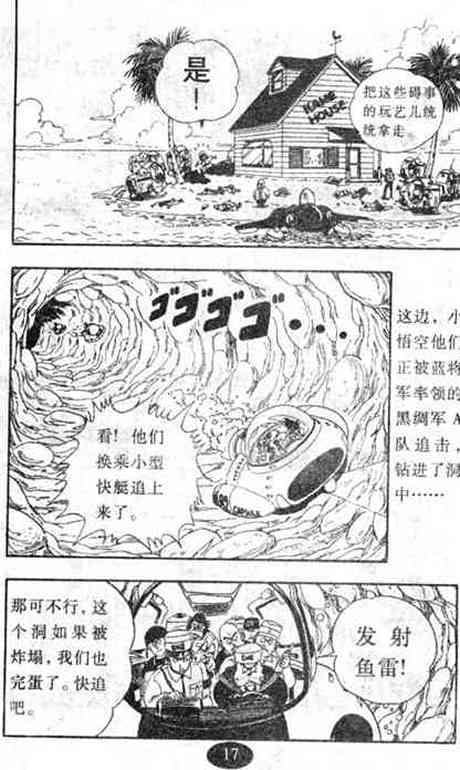 把这些碍事
的玩艺儿统
统拿走
是
!
KAME
HOUSE
这边，小
悟空他们
正被蓝将
军率领的
黑绸军 A
队追击，
钻进了洞
中……
ゴゴゴゴゴ・・・
看！他们
换乘小型
快艇追上
来了。
发射
鱼雷！
那可不行，这
个洞如果被
炸塌，我们也
完蛋了。快追
吧。
17